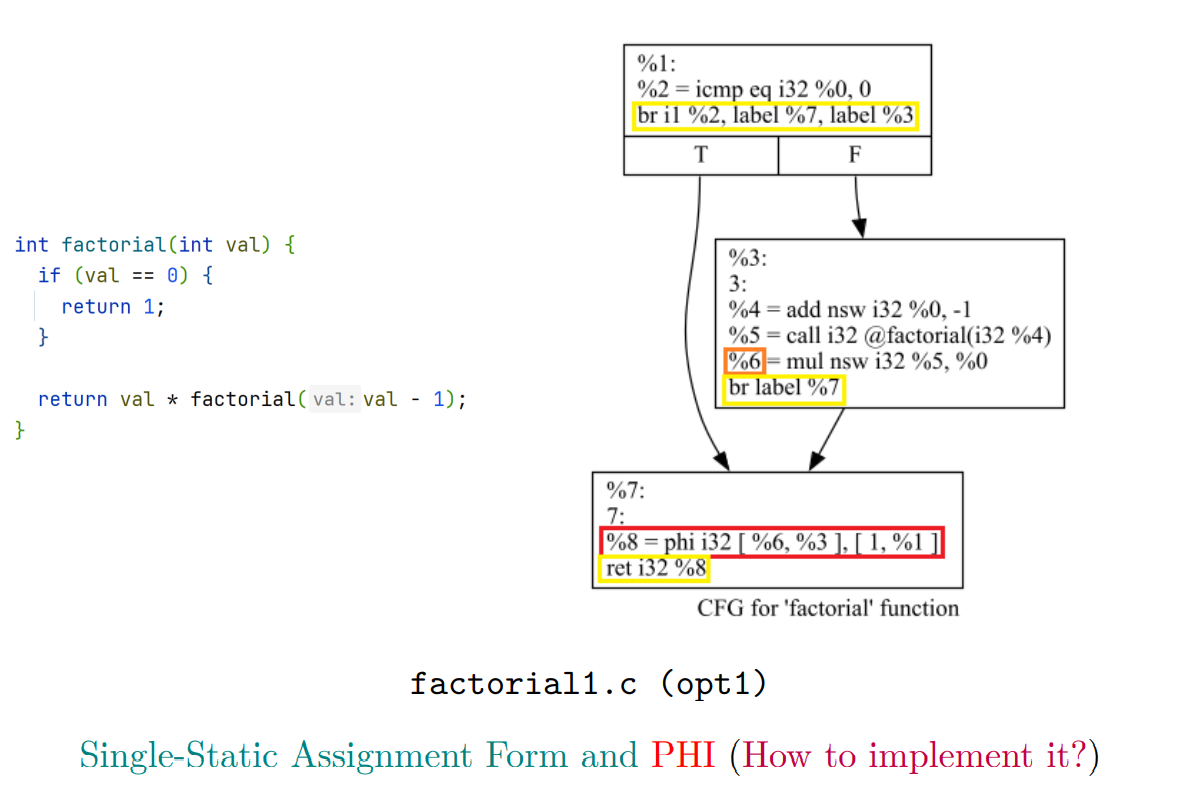 int factorial(int val) {
if (val == 0) {
return 1;
}
return val * factorial( val: val - 1);
}
%1:
%2 = icmp eq i32 %0, 0
br i1 %2, label %7, label %3
T F
%3:
3:
%4 = add nsw i32 %0, -1
%5 = call i32 @factorial(i32 %4)
%6 = mul nsw i32 %5, %0
br label %7
%7:
7:
%8 = phi i32 [ %6, %3 ], [ 1, %1 ]
ret i32 %8
CFG for 'factorial' function
factorial1.c (opt1)
Single-Static Assignment Form and PHI (How to implement it?)